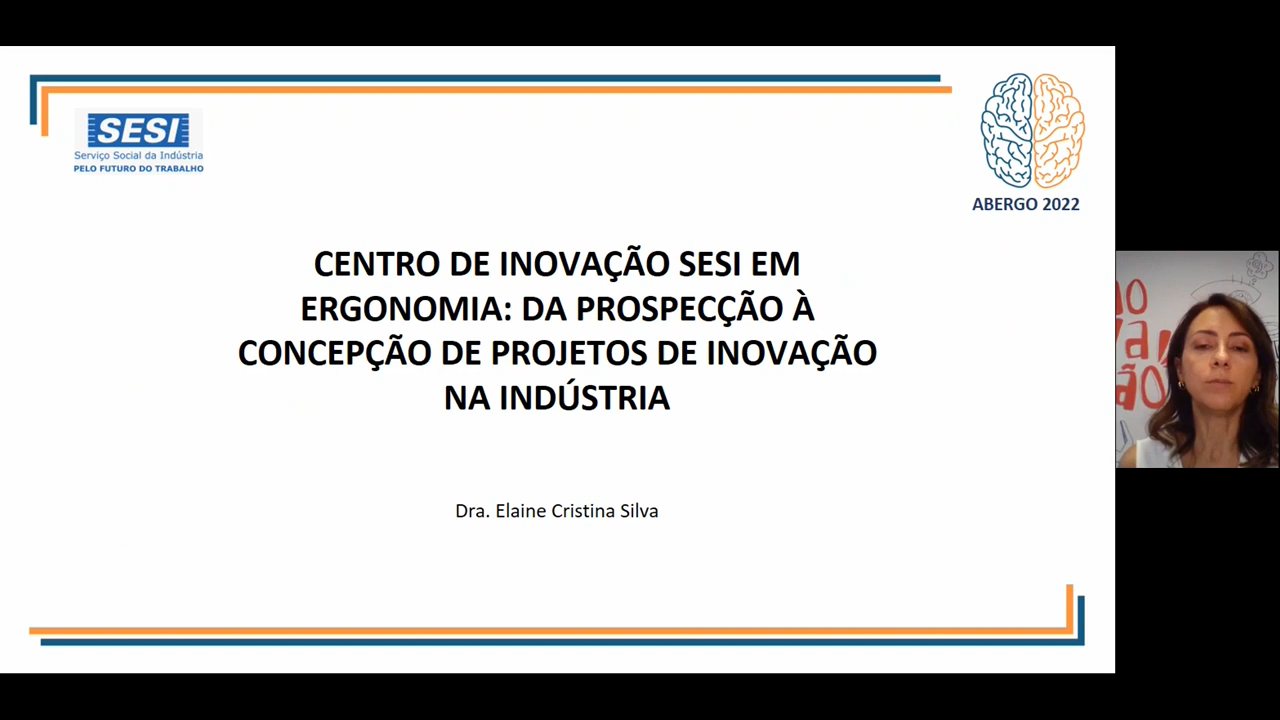 SESI
Serviço Social da Indústria
PELO FUTURO DO TRABALHO
ABERGO 2022
CENTRO DE INOVAÇÃO SESI EM
ERGONOMIA: DA PROSPECÇÃO À
CONCEPÇÃO DE PROJETOS DE INOVAÇÃO
NA INDÚSTRIA
Dra. Elaine Cristina Silva